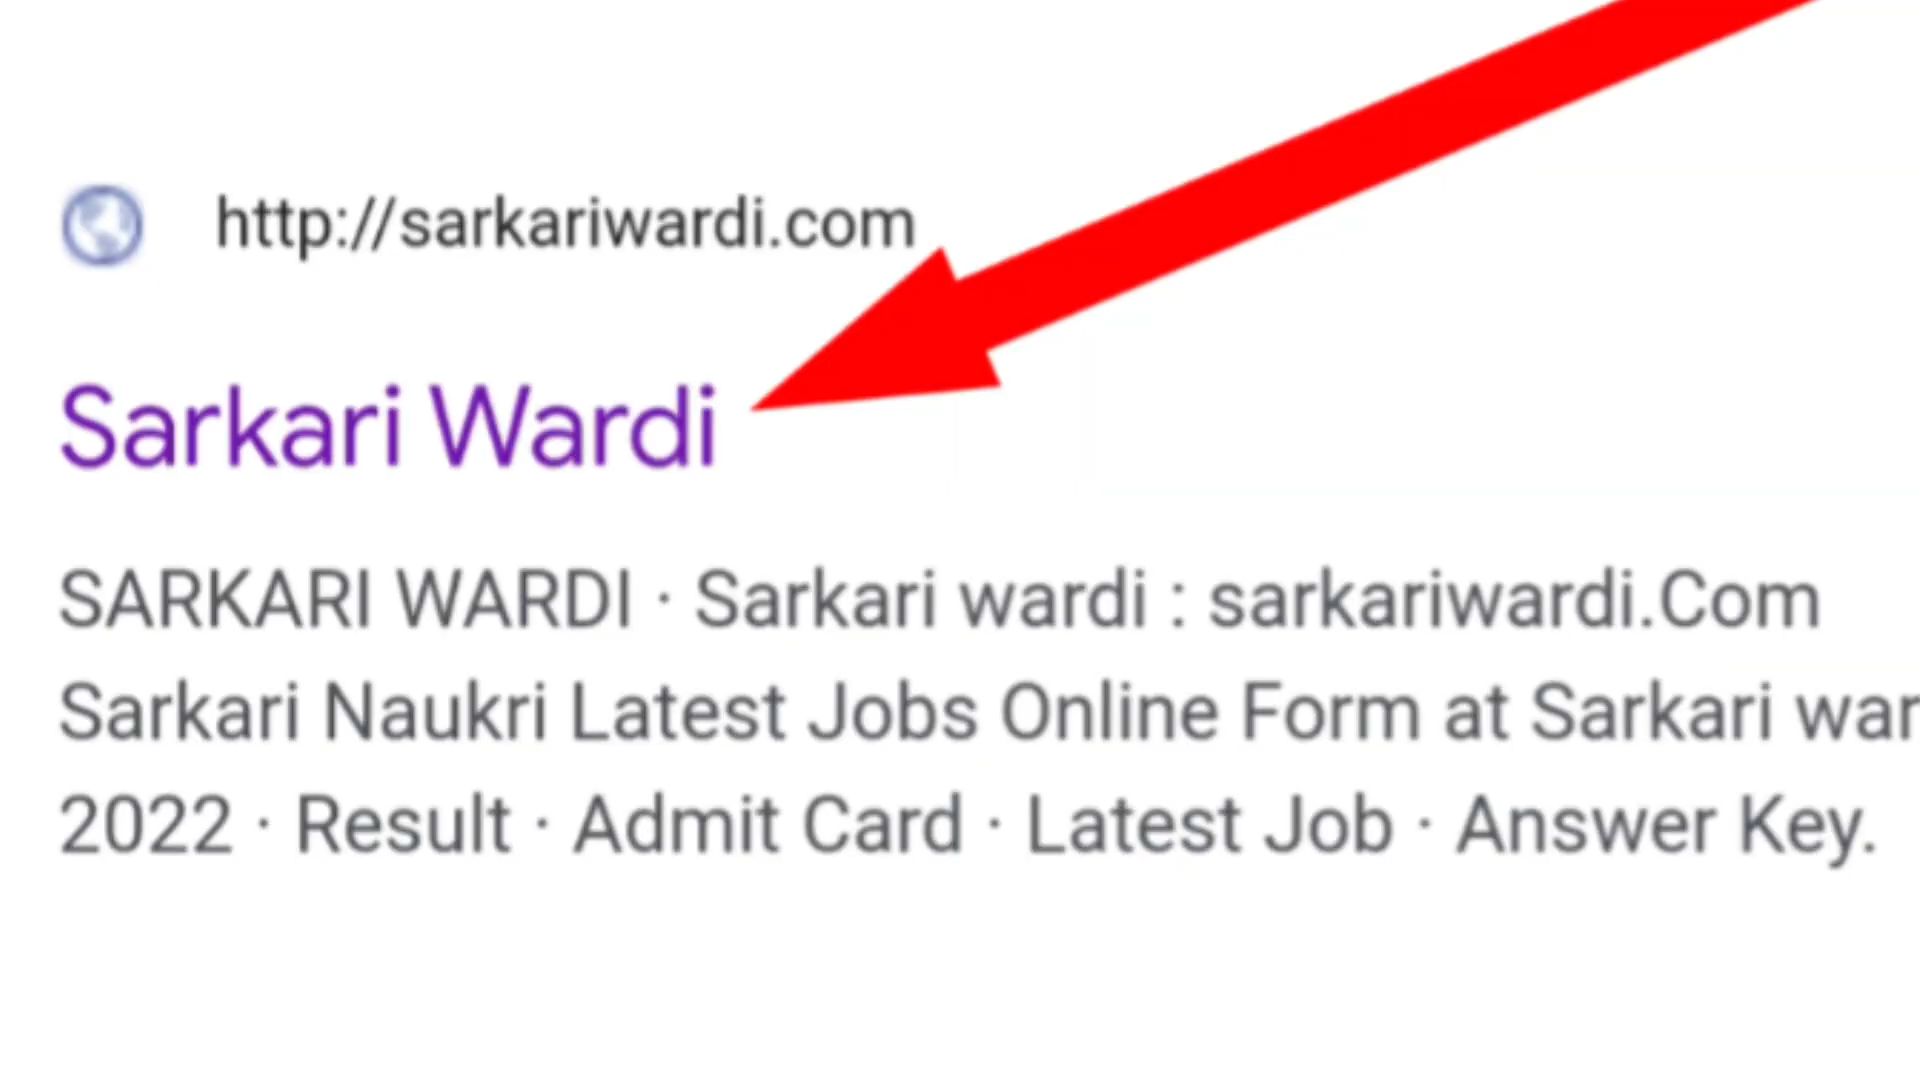 http://sarkariwardi.com
Sarkari Wardi
SARKARI WARDI · Sarkari wardi : sarkariwardi.Com
Sarkari Naukri Latest Jobs Online Form at Sarkari
2022 · Result · Admit Card · Latest Job · Answer Key.